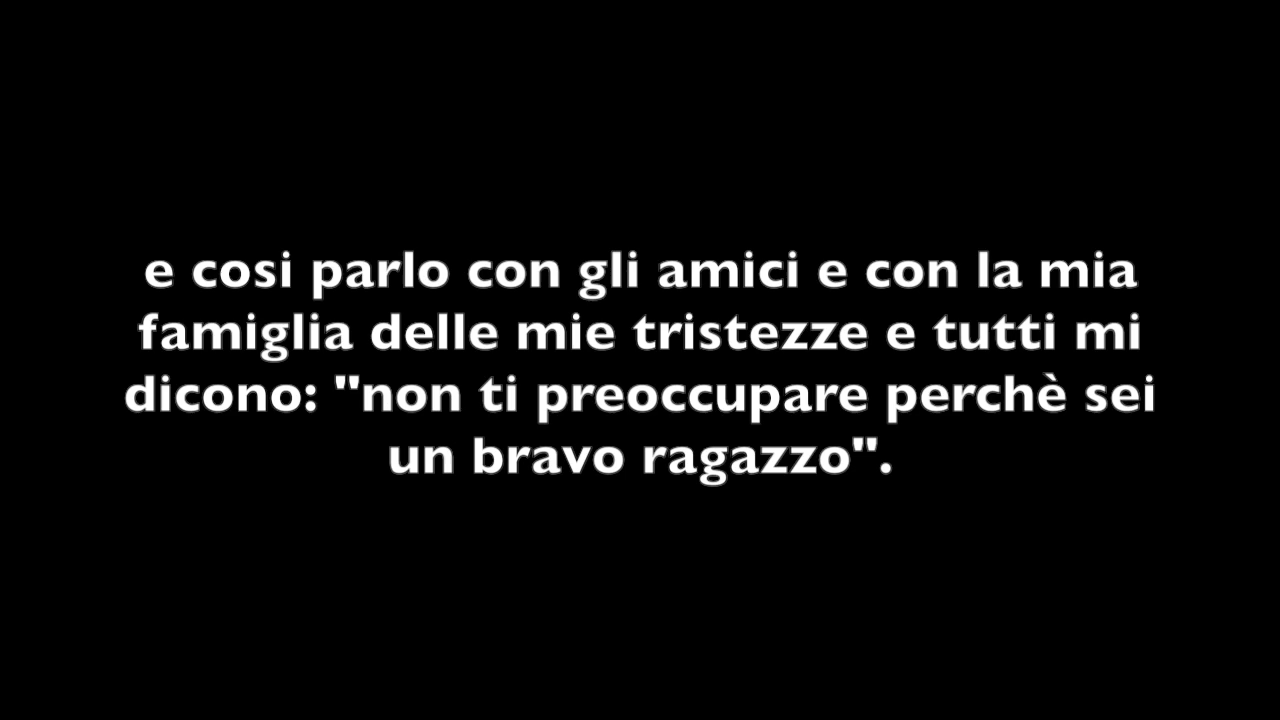 e cosi parlo con gli amici e con la mia
famiglia delle mie tristezze e tutti mi
dicono: "non ti preoccupare perchè sei
un bravo ragazzo".